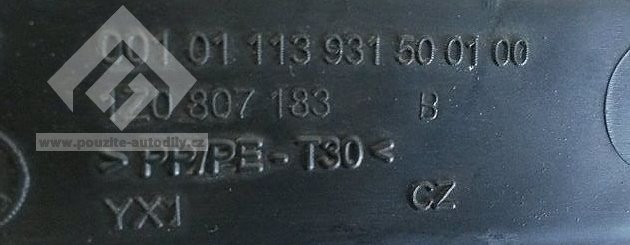 001 01 113 931 50 01 00
1Z0 807 183 B
www.pouzite-autodily.cz
>PP/PE-T30<
YX1 CZ